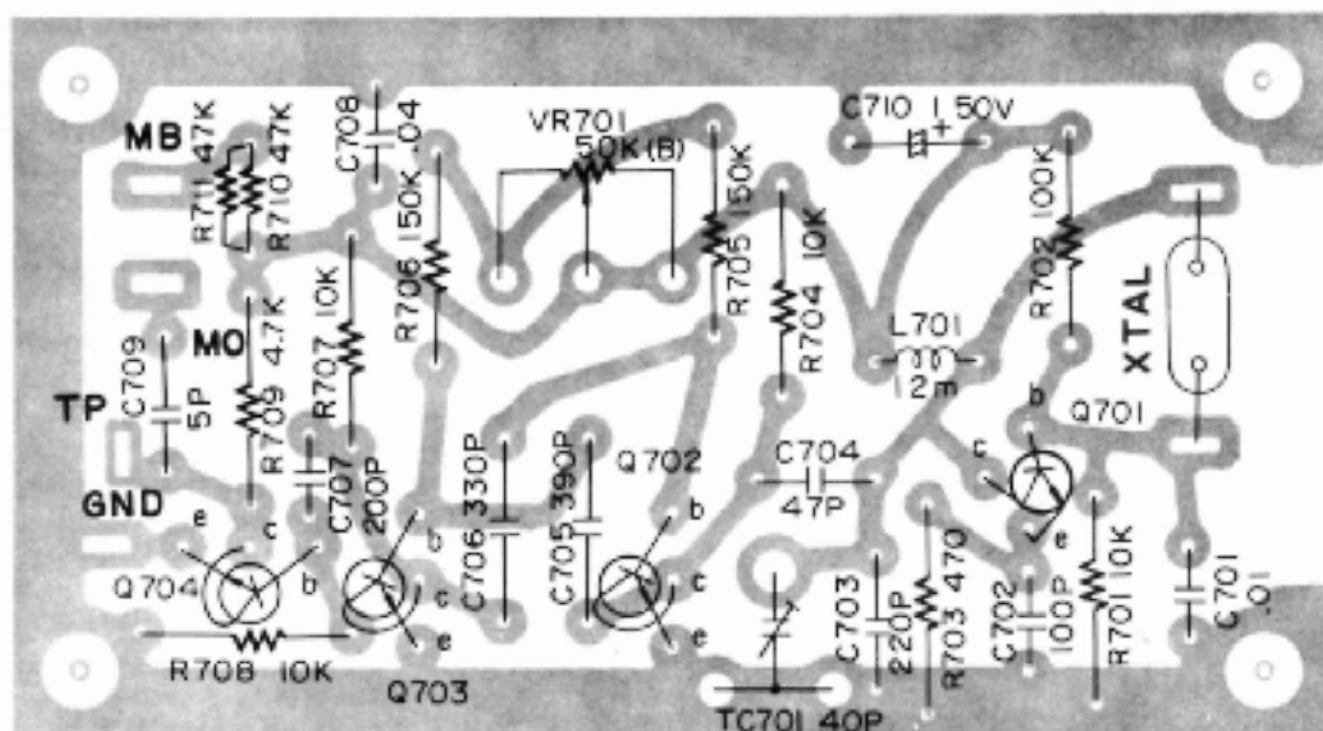 MB
R711 47K
R710 47K
C708 .04
VR701
50K(B)
C710 1 50V
R706 150K
R705 150K
R704 10K
R702 100K
XTAL
MO
C709
5P
R709 4.7K
R707 10K
L701
12m
TP
GND
C707
200P
C706 330P
C705 390P
Q702
C704
47P
Q701
b
c
e
e
c
b
Q704
b
c
e
b
c
e
R708 10K
Q703
TC701 40P
C703
220P
R703 470
C702
100P
R701 10K
C701
.01